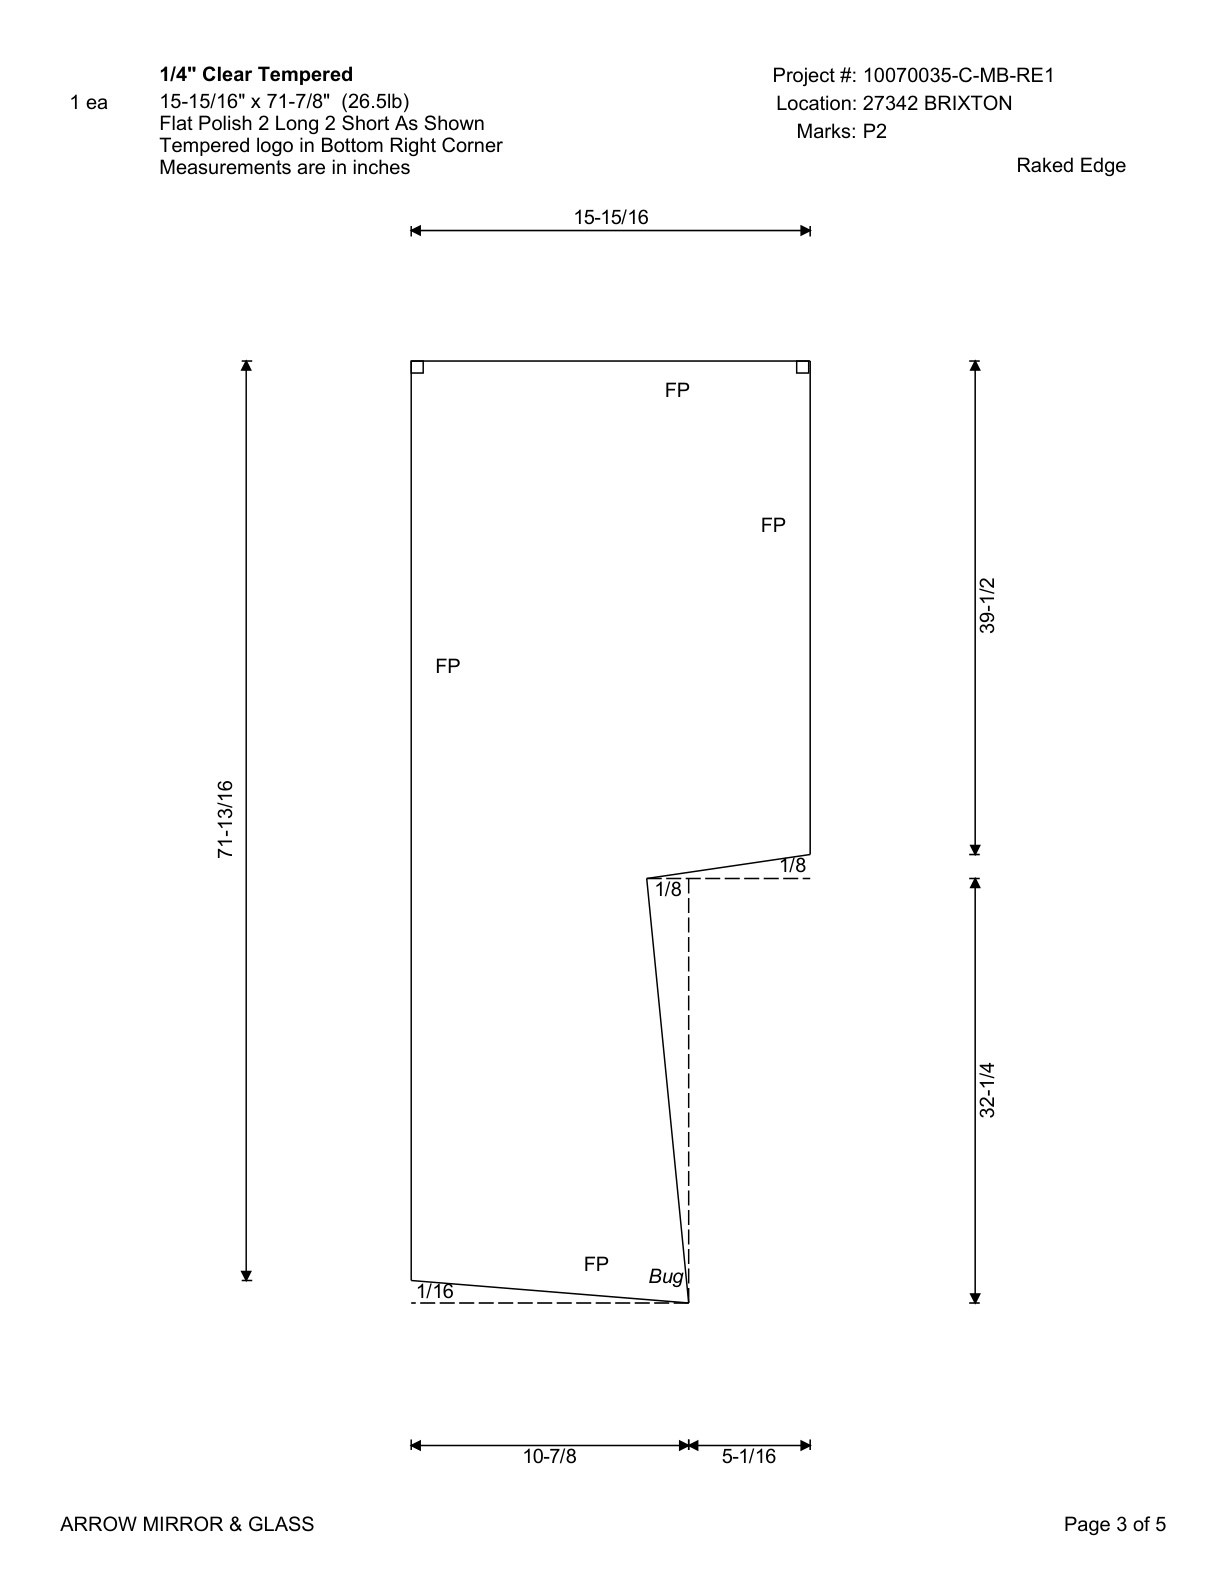 1/4" Clear Tempered
1 ea
15-15/16" x 71-7/8" (26.5lb)
Flat Polish 2 Long 2 Short As Shown
Tempered logo in Bottom Right Corner
Measurements are in inches
Project #: 10070035-C-MB-RE1
Location: 27342 BRIXTON
Marks: P2
Raked Edge
15-15/16
FP
FP
39-1/2
FP
71-13/16
1/8
1/8
32-1/4
FP
Bug
1/16
10-7/8
5-1/16
ARROW MIRROR & GLASS
Page 3 of 5